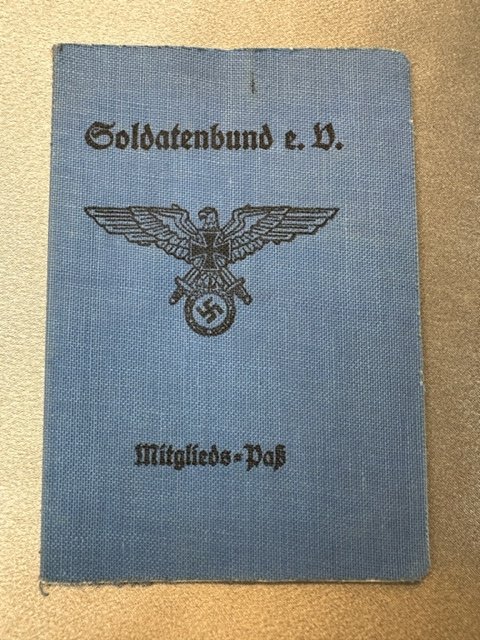 Soldatenbund e. V.
Mitglieds-Paß